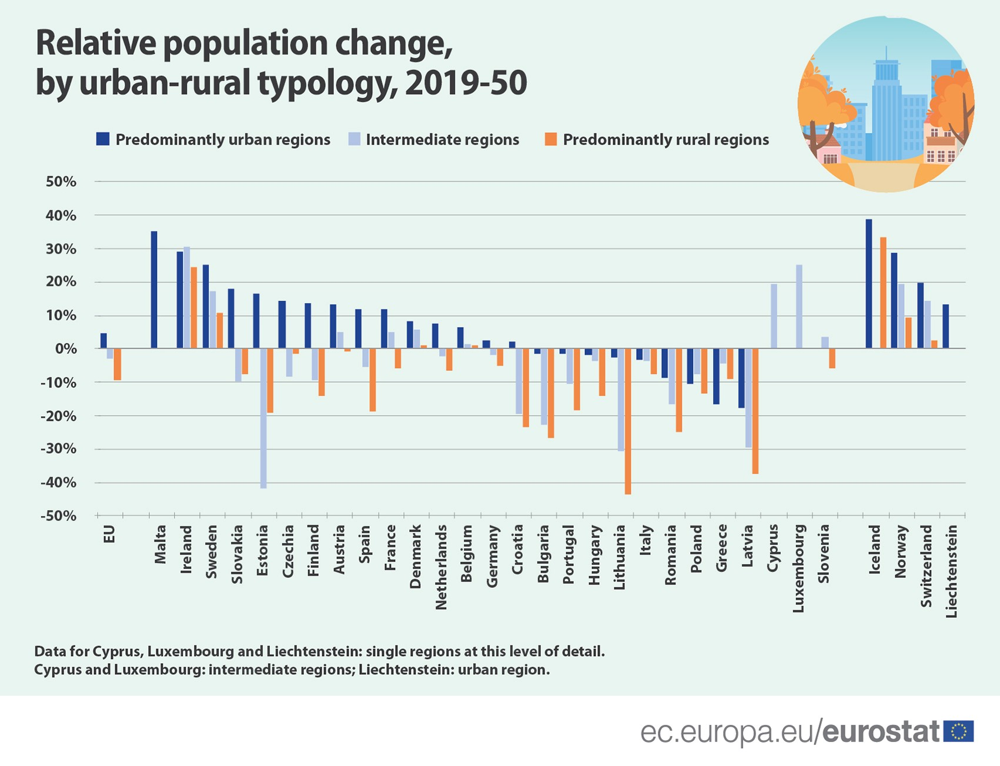 Relative population change,
by urban-rural typology, 2019-50
Predominantly urban regions Intermediate regions Predominantly rural regions
50%
40%
30%
20%
10%
0%
-10%
-20%
-30%
-40%
-50%
EU
Malta
Ireland
Sweden
Slovakia
Estonia
Czechia
Finland
Austria
Spain
France
Denmark
Netherlands
Belgium
Germany
Croatia
Bulgaria
Portugal
Hungary
Lithuania
Italy
Romania
Poland
Greece
Latvia
Cyprus
Luxembourg
Slovenia
Iceland
Norway
Switzerland
Liechtenstein
Data for Cyprus, Luxembourg and Liechtenstein: single regions at this level of detail.
Cyprus and Luxembourg: intermediate regions; Liechtenstein: urban region.
ec.europa.eu/eurostat